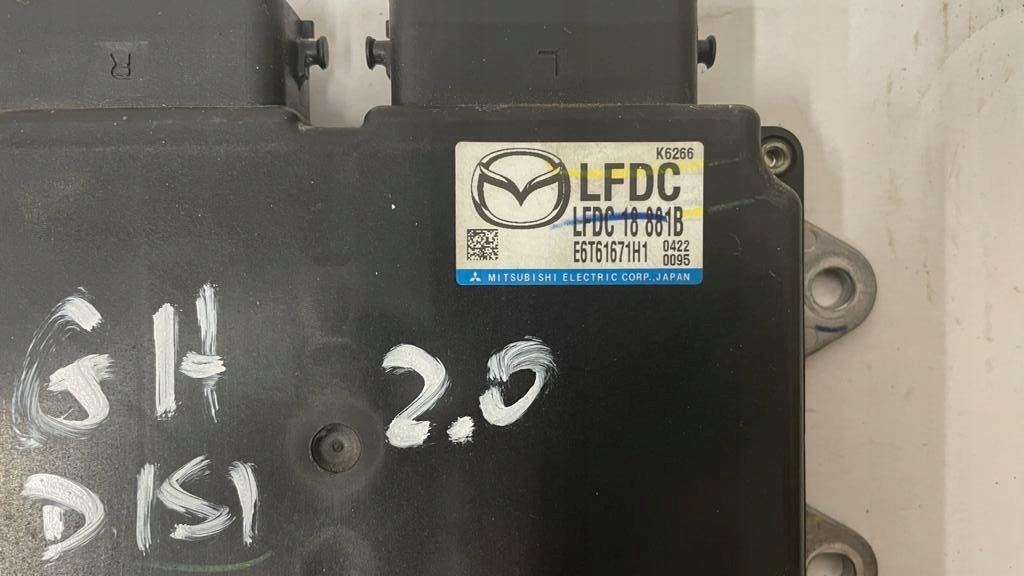 R L
K6266
LFDC
LFDC 18 881B
E6T61671H1 0422
0095
MITSUBISHI ELECTRIC CORP., JAPAN
GH 2.0
DISI